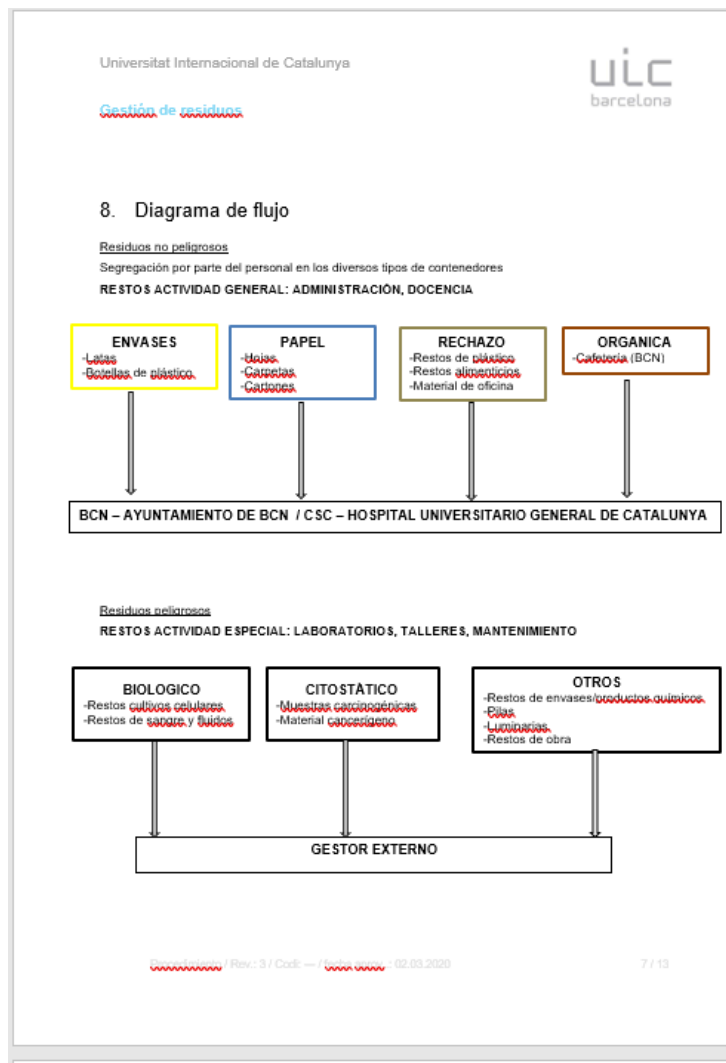 Universitat Internacional de Catalunya
uic
barcelona
Gestión de residuos
8. Diagrama de flujo
Residuos no peligrosos
Segregación por parte del personal en los diversos tipos de contenedores
RESTOS ACTIVIDAD GENERAL: ADMINISTRACIÓN, DOCENCIA
ENVASES
-Latas
-Botellas de plástico
PAPEL
-Hojas
-Carpetas
-Cartones
RECHAZO
-Restos de plástico
-Restos alimenticios
-Material de oficina
ORGANICA
-Cafeteria (BCN)
BCN – AYUNTAMIENTO DE BCN / CSC – HOSPITAL UNIVERSITARIO GENERAL DE CATALUNYA
Residuos peligrosos
RESTOS ACTIVIDAD ESPECIAL: LABORATORIOS, TALLERES, MANTENIMIENTO
BIOLOGICO
-Restos cultivos celulares
-Restos de sangre y fluidos
CITOSTÁTICO
-Muestras carcinogénicas
-Material cancerígeno
OTROS
-Restos de envases/productos químicos
-Pilas
-Luminarias
-Restos de obra
GESTOR EXTERNO
Procedimiento / Rev.: 3 / Codi: --- / fecha aprov. : 02.03.2020
7 / 13